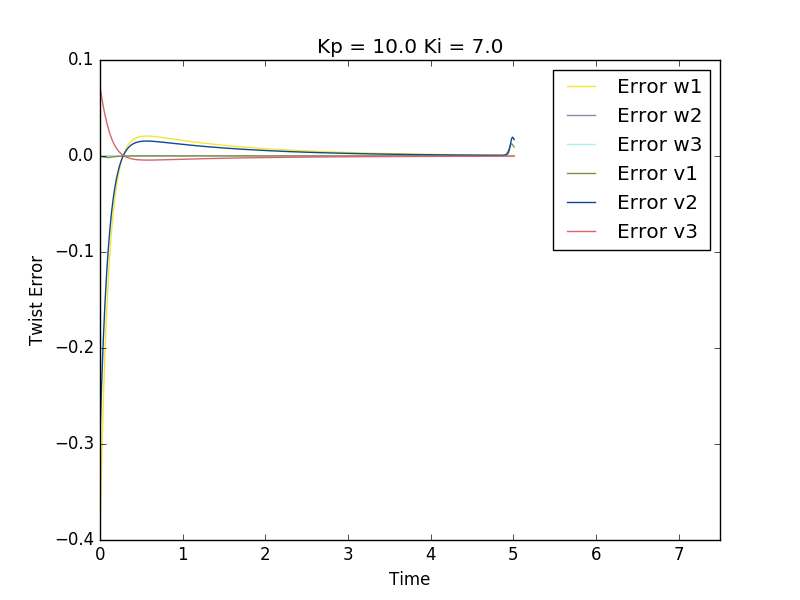 Kp = 10.0 Ki = 7.0
0.1
0.0
−0.1
−0.2
−0.3
−0.4
Twist Error
Error w1
Error w2
Error w3
Error v1
Error v2
Error v3
0 1 2 3 4 5 6 7
Time